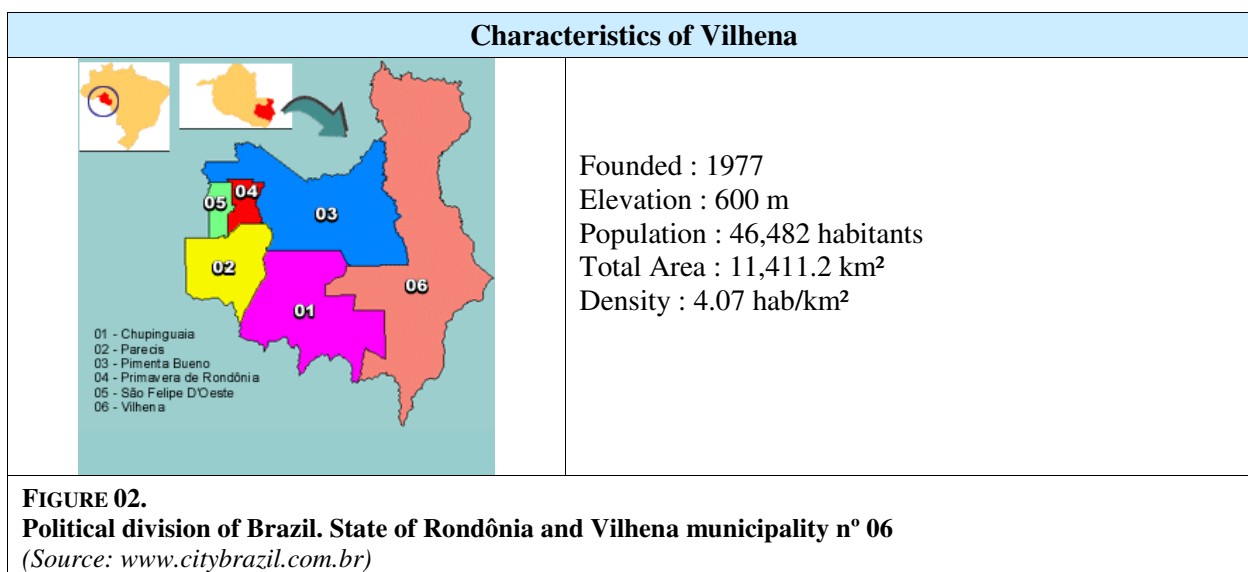 Characteristics of Vilhena
04
05
03
02
06
01
01 - Chupinguaia
02 - Parecis
03 - Pimenta Bueno
04 - Primavera de Rondônia
05 - São Felipe D'Oeste
06 - Vilhena
Founded : 1977
Elevation : 600 m
Population : 46,482 habitants
Total Area : 11,411.2 km²
Density : 4.07 hab/km²
FIGURE 02.
Political division of Brazil. State of Rondônia and Vilhena municipality nº 06
(Source: www.citybrazil.com.br)